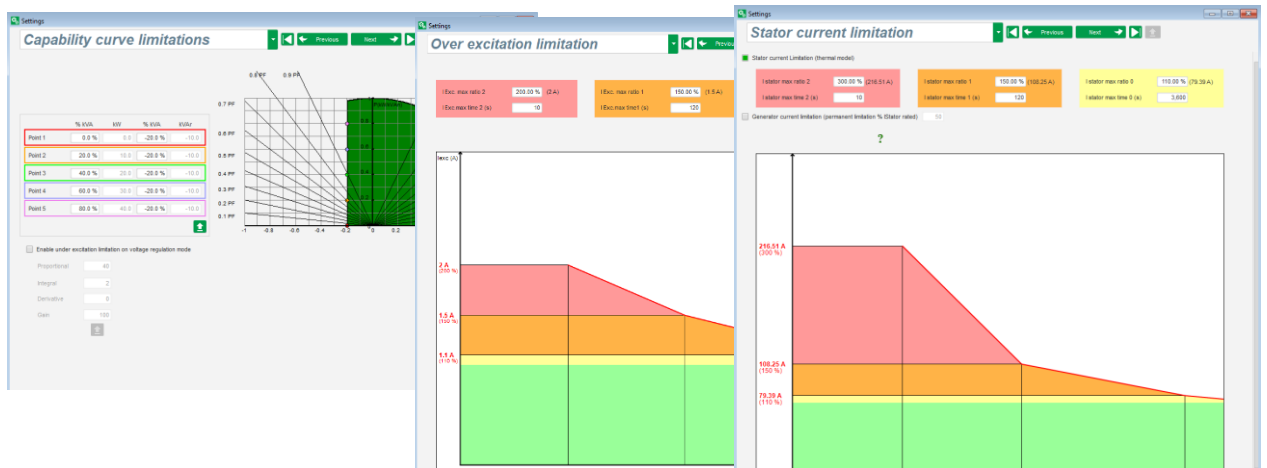 Settings
Capability curve limitations
Previous
Next
0.8 PF
0.9 PF
0.7 PF
0.6 PF
0.5 PF
0.4 PF
0.3 PF
0.2 PF
0.1 PF
-1 -0.8 -0.6 -0.4 -0.2 0 0.2
% kVA kW % kVA kVAr
Point 1 0.0 % 0.0 -20.0 % -10.0
Point 2 20.0 % 10.0 -20.0 % -10.0
Point 3 40.0 % 20.0 -20.0 % -10.0
Point 4 60.0 % 30.0 -20.0 % -10.0
Point 5 80.0 % 40.0 -20.0 % -10.0
Enable under excitation limitation on voltage regulation mode
Proportional 40
Integral 2
Derivative 0
Gain 100
Settings
Over excitation limitation
I Exc. max ratio 2 200.00 % (2 A)
I Exc.max time 2 (s) 10
I Exc. max ratio 1 150.00 % (1.5 A)
I Exc.max time1 (s) 120
Iexc (A)
2 A
(200 %)
1.5 A
(150 %)
1.1 A
(110 %)
Settings
Stator current limitation
Previous
Next
Stator current Limitation (thermal model)
I stator max ratio 2 300.00 % (216.51 A)
I stator max time 2 (s) 10
I stator max ratio 1 150.00 % (108.25 A)
I stator max time 1 (s) 120
I stator max ratio 0 110.00 % (79.39 A)
I stator max time 0 (s) 3,600
Generator current limitation (permanent limitation % IStator rated)
?
216.51 A
(200 %)
108.25 A
(150 %)
79.39 A
(110 %)